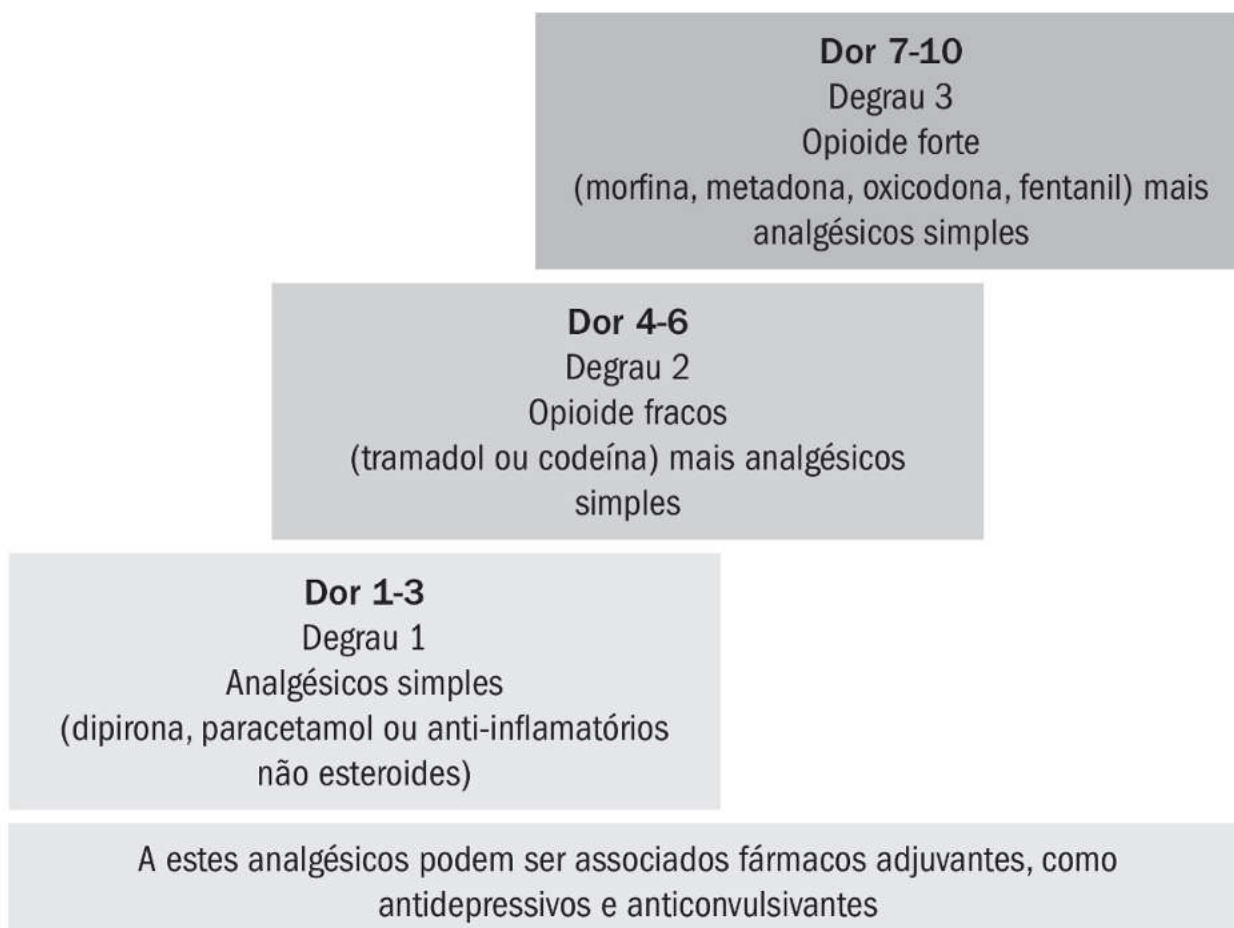 Dor 7-10
Degrau 3
Opioide forte
(morfina, metadona, oxicodona, fentanil) mais
analgésicos simples
Dor 4-6
Degrau 2
Opioide fracos
(tramadol ou codeína) mais analgésicos
simples
Dor 1-3
Degrau 1
Analgésicos simples
(dipirona, paracetamol ou anti-inflamatórios
não esteroides)
A estes analgésicos podem ser associados fármacos adjuvantes, como
antidepressivos e anticonvulsivantes